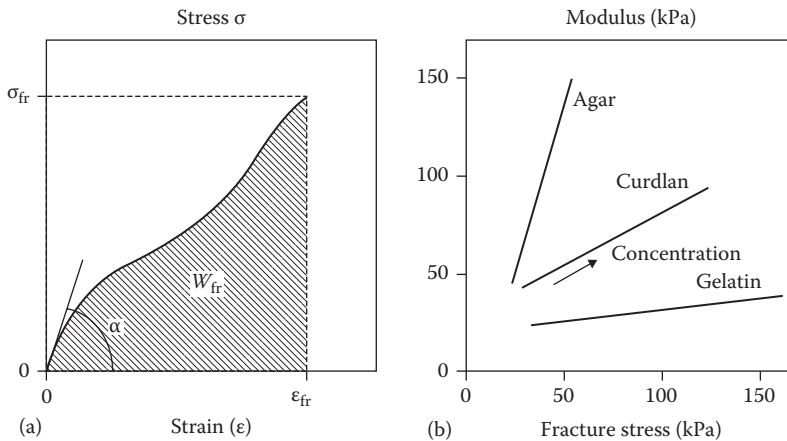 Stress σ
σfr
Wfr
α
0
0
εfr
(a)
Strain (ε)
Modulus (kPa)
150
Agar
100
Curdlan
Concentration
50
Gelatin
0
0
50
100
150
(b)
Fracture stress (kPa)